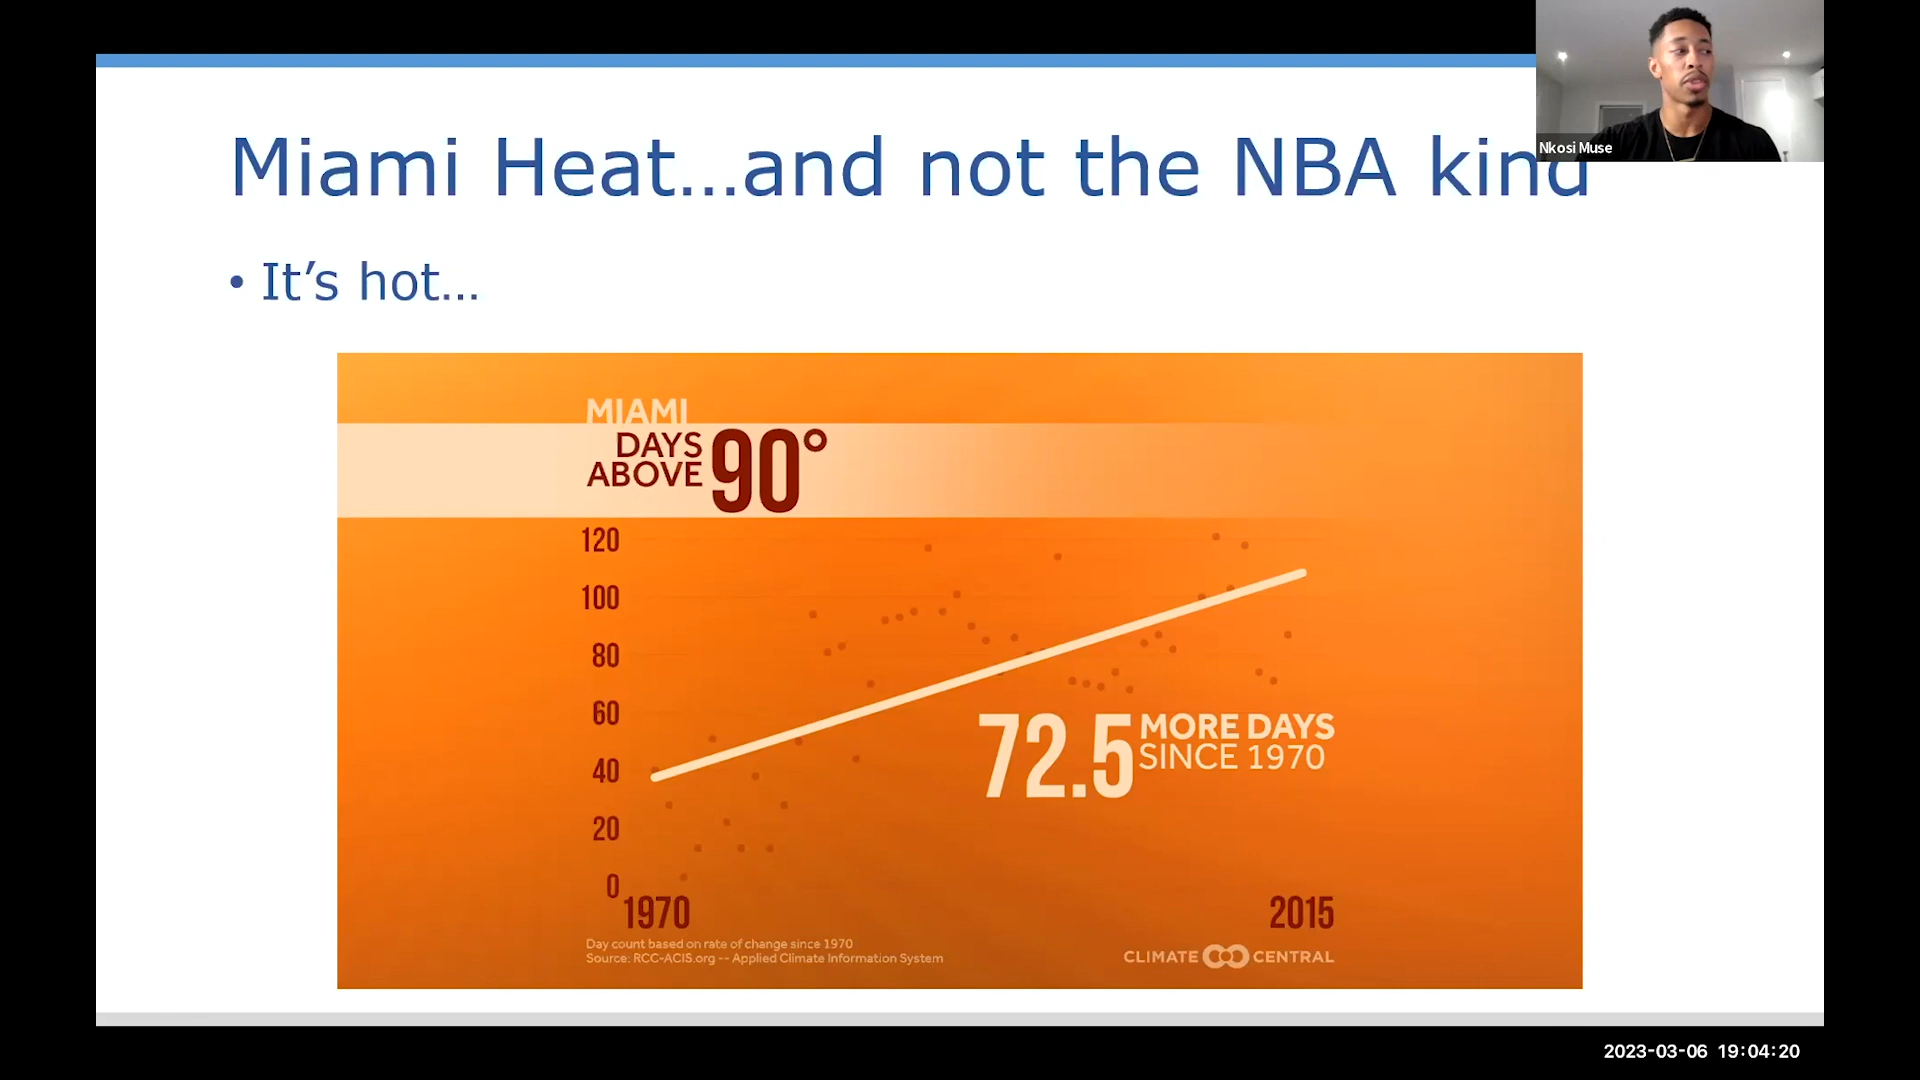 Miami Heat...and not the NBA kind
Nkosi Muse
• It's hot...
MIAMI
DAYS
ABOVE 90°
120
100
80
60
40
20
0
72.5 MORE DAYS
SINCE 1970
1970 2015
Day count based on rate of change since 1970
Source: RCC-ACIS.org -- Applied Climate Information System
CLIMATE CENTRAL
2023-03-06 19:04:20